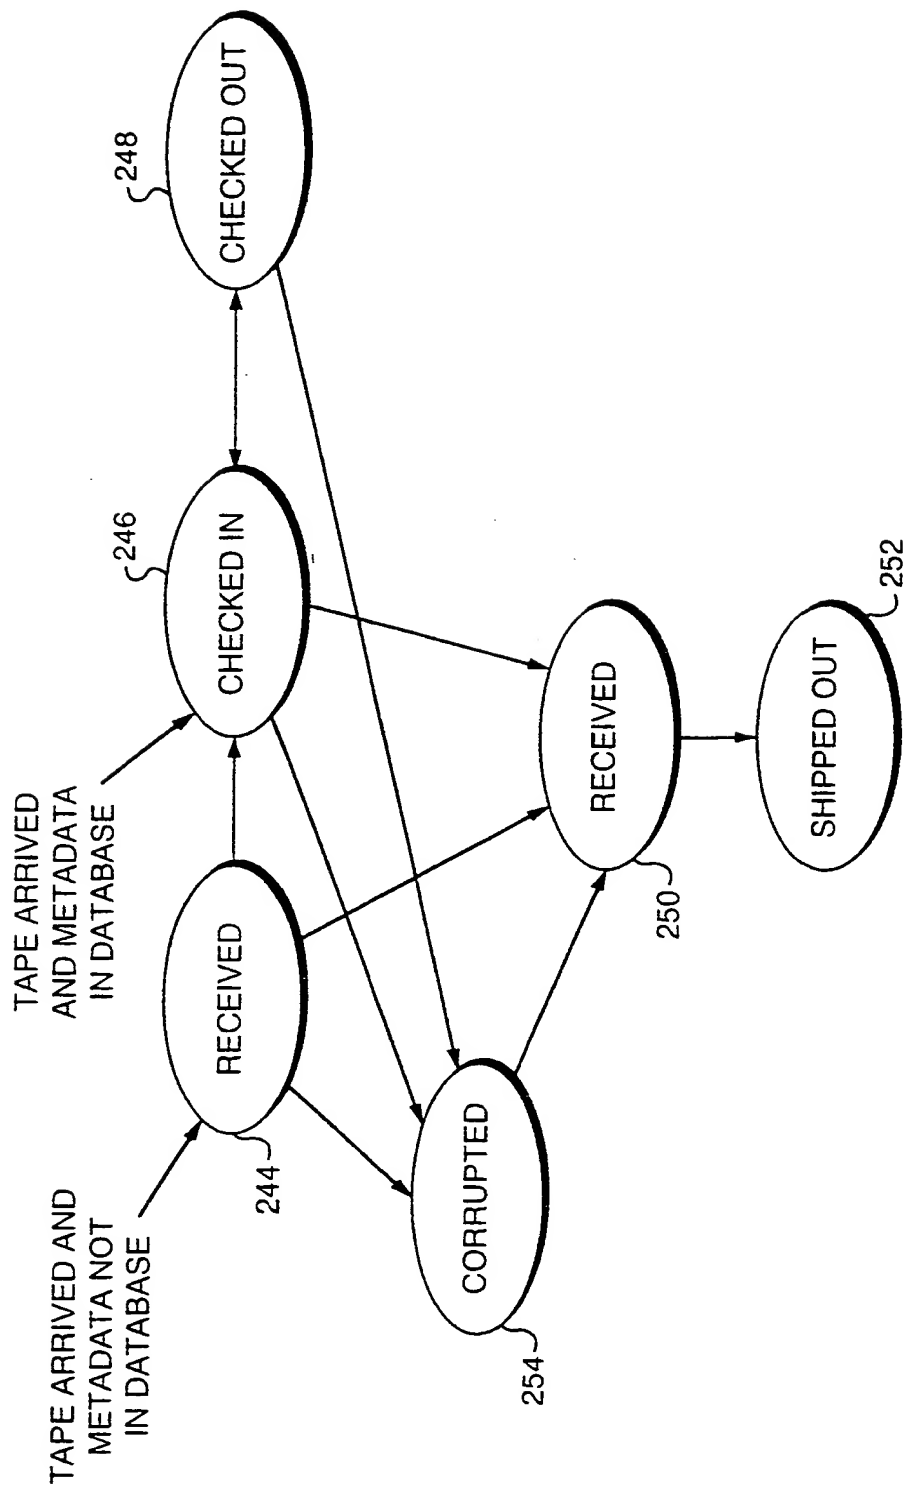 TAPE ARRIVED AND
METADATA NOT
IN DATABASE
TAPE ARRIVED
AND METADATA
IN DATABASE
244
RECEIVED
246
CHECKED IN
248
CHECKED OUT
254
CORRUPTED
250
RECEIVED
252
SHIPPED OUT